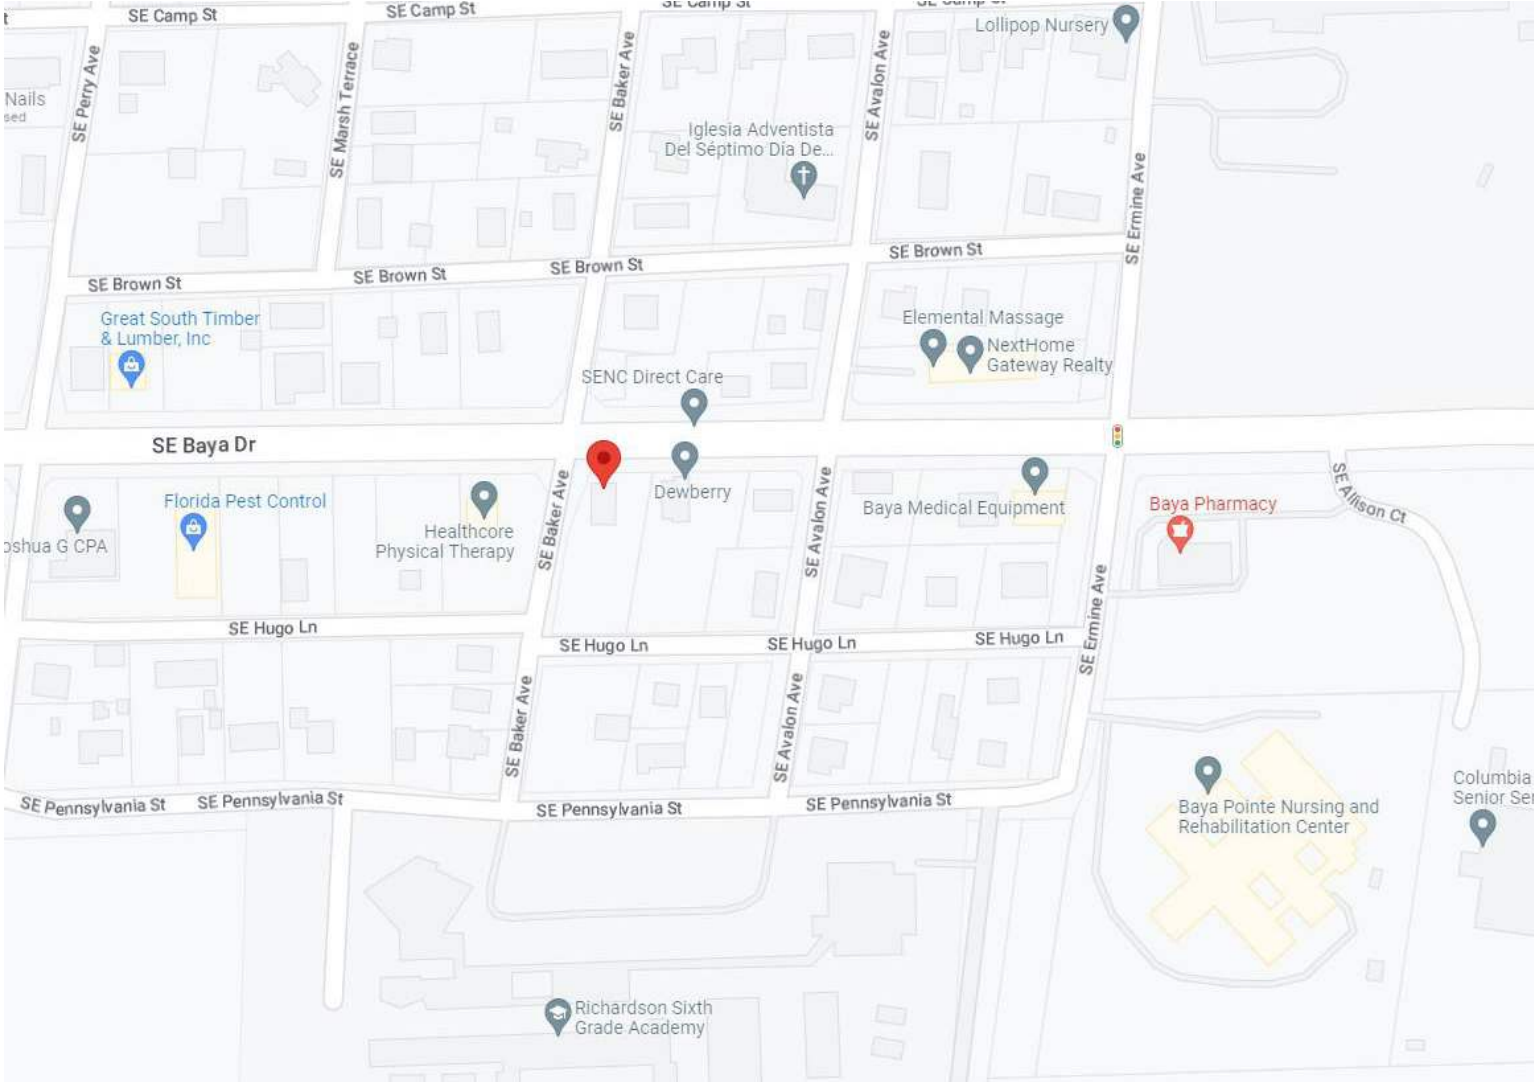 SE Camp St
SE Camp St
SE Camp St
Lollipop Nursery
SE Perry Ave
SE Marsh Terrace
SE Baker Ave
SE Avalon Ave
Nails
Iglesia Adventista
Del Séptimo Día De...
SE Ermine Ave
SE Brown St
SE Brown St
SE Brown St
SE Brown St
Great South Timber
& Lumber, Inc
Elemental Massage
NextHome
Gateway Realty
SENC Direct Care
SE Baya Dr
Florida Pest Control
Dewberry
Healthcore
Physical Therapy
SE Baker Ave
SE Avalon Ave
Baya Medical Equipment
Baya Pharmacy
SE Allison Ct
oshua G CPA
SE Ermine Ave
SE Hugo Ln
SE Hugo Ln
SE Hugo Ln
SE Hugo Ln
SE Baker Ave
SE Avalon Ave
SE Pennsylvania St
SE Pennsylvania St
SE Pennsylvania St
SE Pennsylvania St
Baya Pointe Nursing and
Rehabilitation Center
Columbia
Senior Ser
Richardson Sixth
Grade Academy